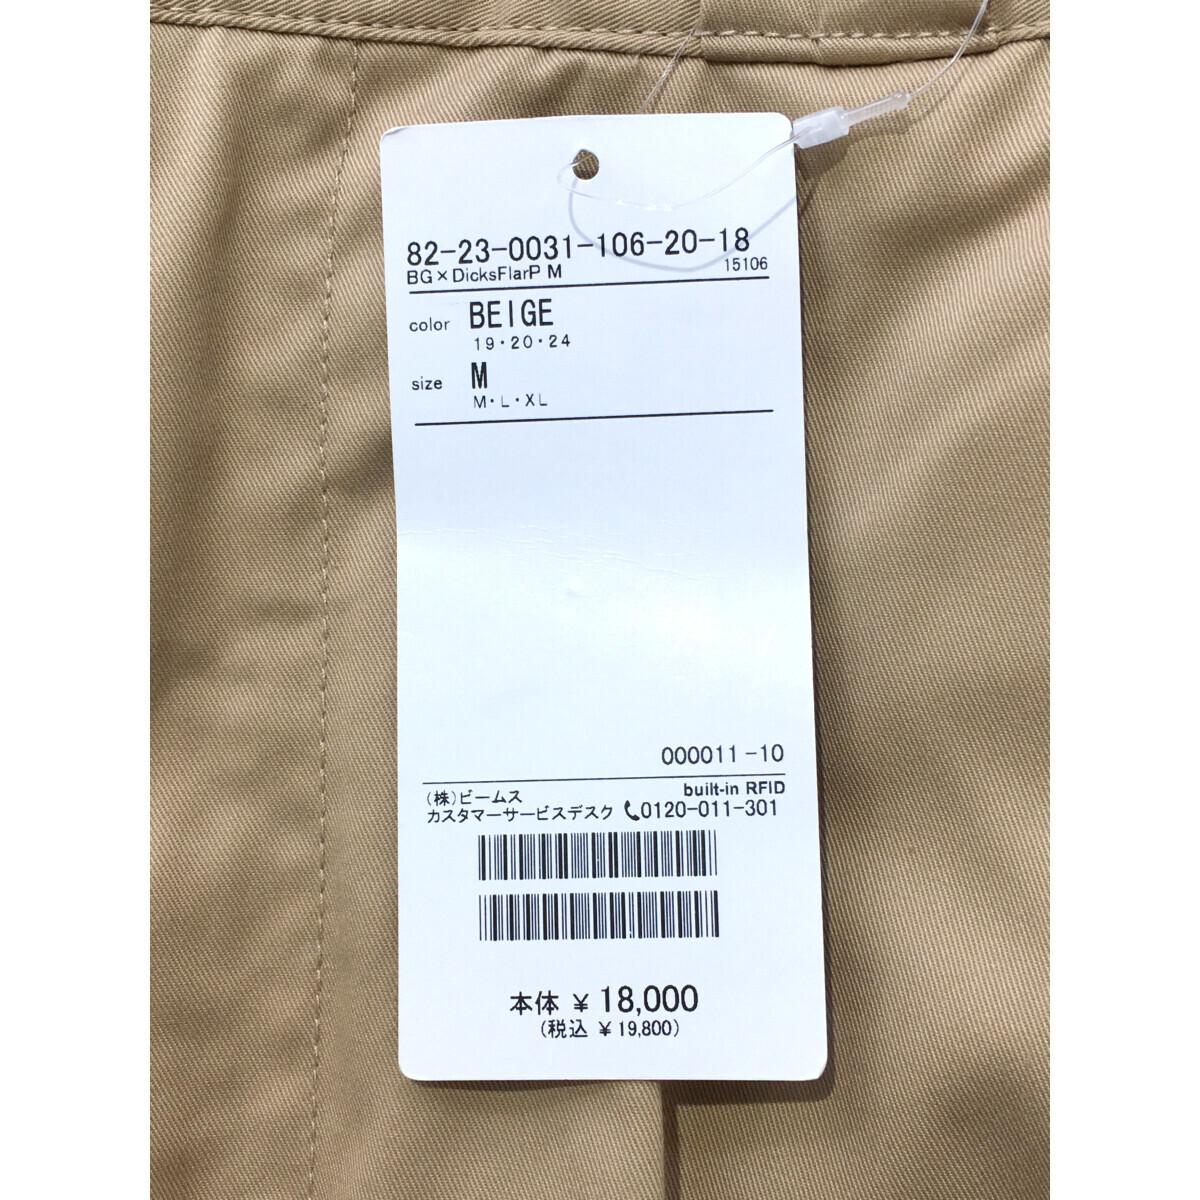 82-23-0031-106-20-18
BG×DicksFlarP M 15106
color BEIGE
19・20・24
size M
M・L・XL
000011-10
built-in RFID
(株)ビームス
カスタマーサービスデスク 0120-011-301
本体 ¥ 18,000
(税込 ¥ 19,800)